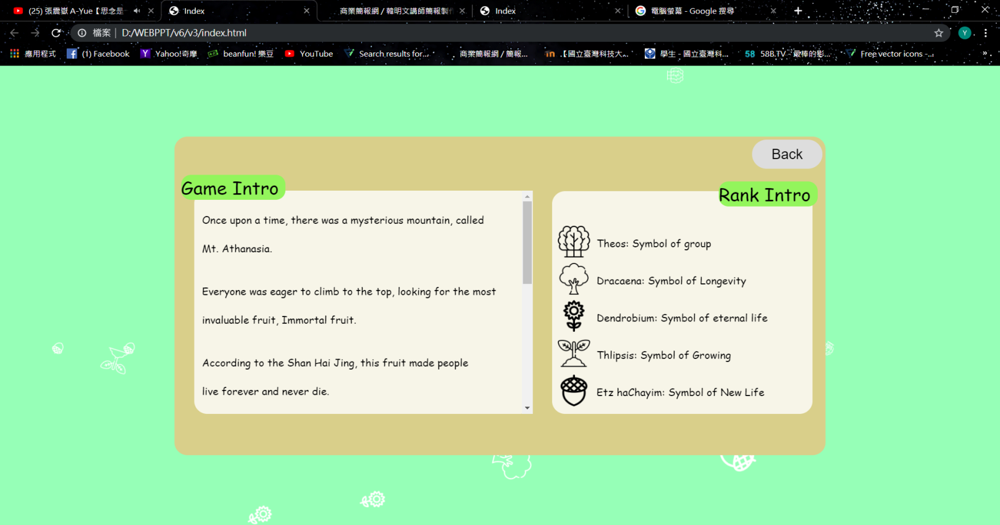 (25) 張震嶽 A-Yue【思念是
Index
商業簡報網 / 韓明文講師簡報製作
Index
電腦螢幕 - Google 搜尋
檔案 | D:/WEBPPT/v6/v3/index.html
Y
應用程式
(1) Facebook
Yahoo!奇摩
beanfun! 樂豆
YouTube
Search results for...
商業簡報網 / 簡報...
【國立臺灣科技大...
學生 - 國立臺灣科...
58 58B.TV - 最棒的影...
Free vector icons -...
Back
Game Intro
Once upon a time, there was a mysterious mountain, called
Mt. Athanasia.
Everyone was eager to climb to the top, looking for the most
invaluable fruit, Immortal fruit.
According to the Shan Hai Jing, this fruit made people
live forever and never die.
Rank Intro
Theos: Symbol of group
Dracaena: Symbol of Longevity
Dendrobium: Symbol of eternal life
Thlipsis: Symbol of Growing
Etz haChayim: Symbol of New Life